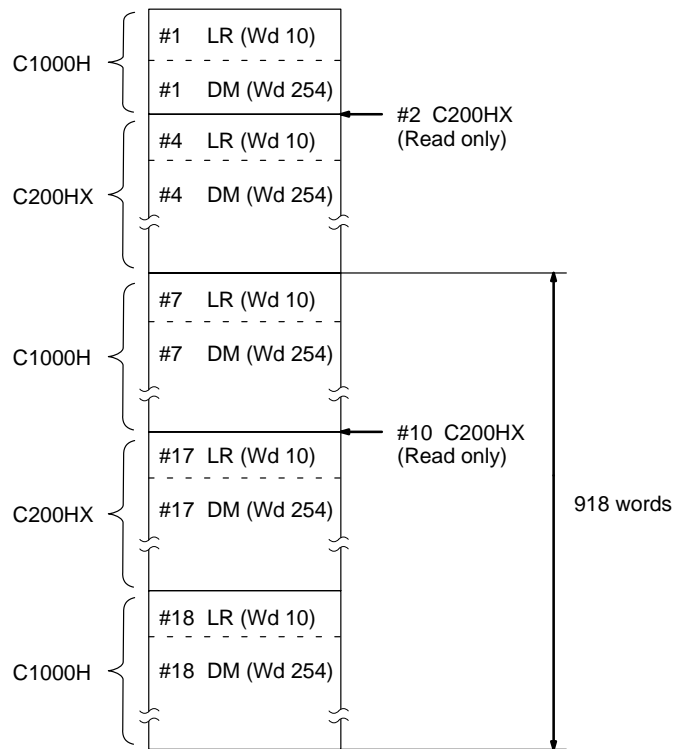 #1 LR (Wd 10)
C1000H
#1 DM (Wd 254)
#2 C200HX
(Read only)
#4 LR (Wd 10)
C200HX
#4 DM (Wd 254)
#7 LR (Wd 10)
C1000H
#7 DM (Wd 254)
#10 C200HX
(Read only)
#17 LR (Wd 10)
C200HX
#17 DM (Wd 254)
918 words
#18 LR (Wd 10)
C1000H
#18 DM (Wd 254)